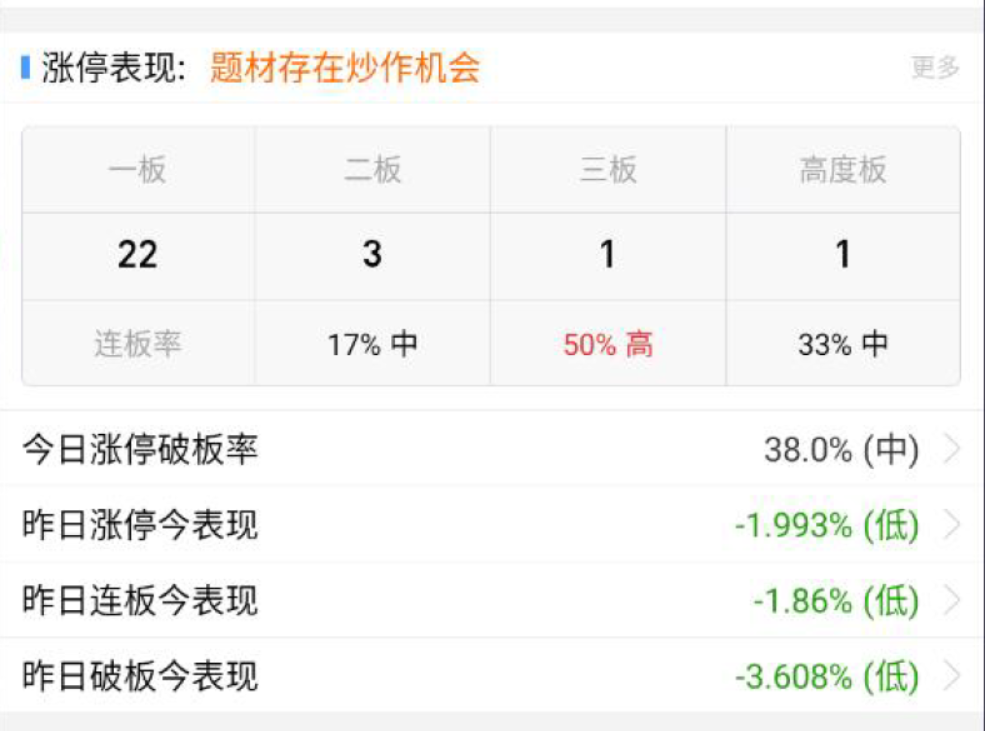 涨停表现: 题材存在炒作机会 更多
一板 二板 三板 高度板
22 3 1 1
连板率 17% 中 50% 高 33% 中
今日涨停破板率 38.0% (中)
昨日涨停今表现 -1.993% (低)
昨日连板今表现 -1.86% (低)
昨日破板今表现 -3.608% (低)